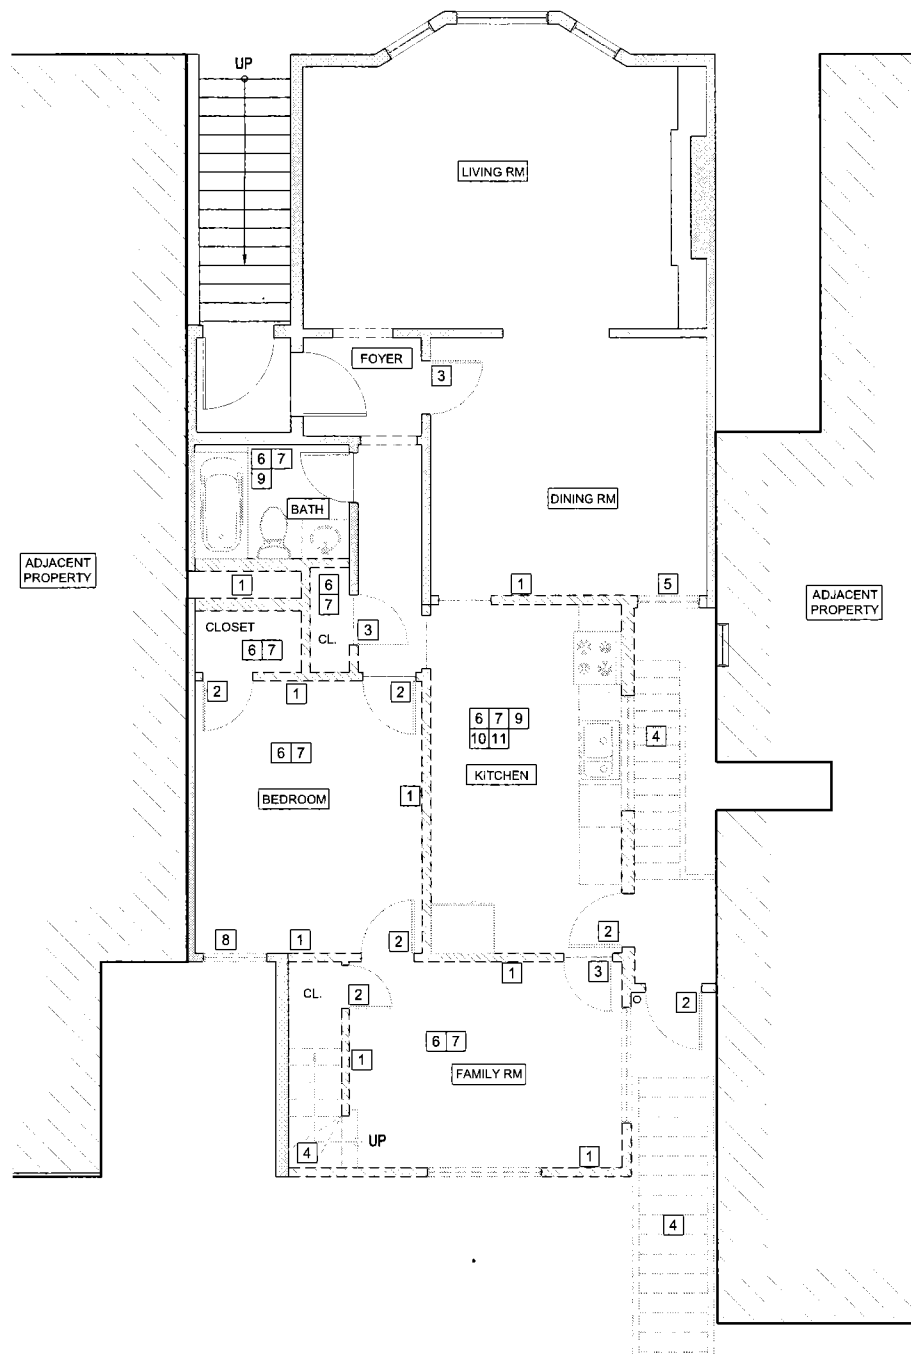 UP
LIVING RM
FOYER
3
6 7
9
BATH
DINING RM
ADJACENT
PROPERTY
1
6
7
1
5
ADJACENT
PROPERTY
CLOSET
6 7
CL.
3
2
1
2
6 7 9
10 11
KITCHEN
4
6 7
BEDROOM
1
8
1
2
2
1
3
CL.
2
2
6 7
FAMILY RM
1
UP
4
1
4